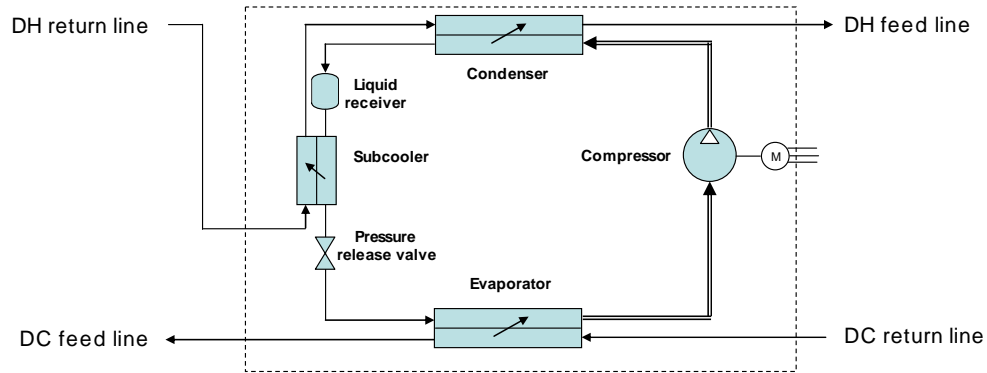 DH return line
DH feed line
Condenser
Liquid
receiver
Subcooler
Compressor
M
Pressure
release valve
Evaporator
DC feed line
DC return line